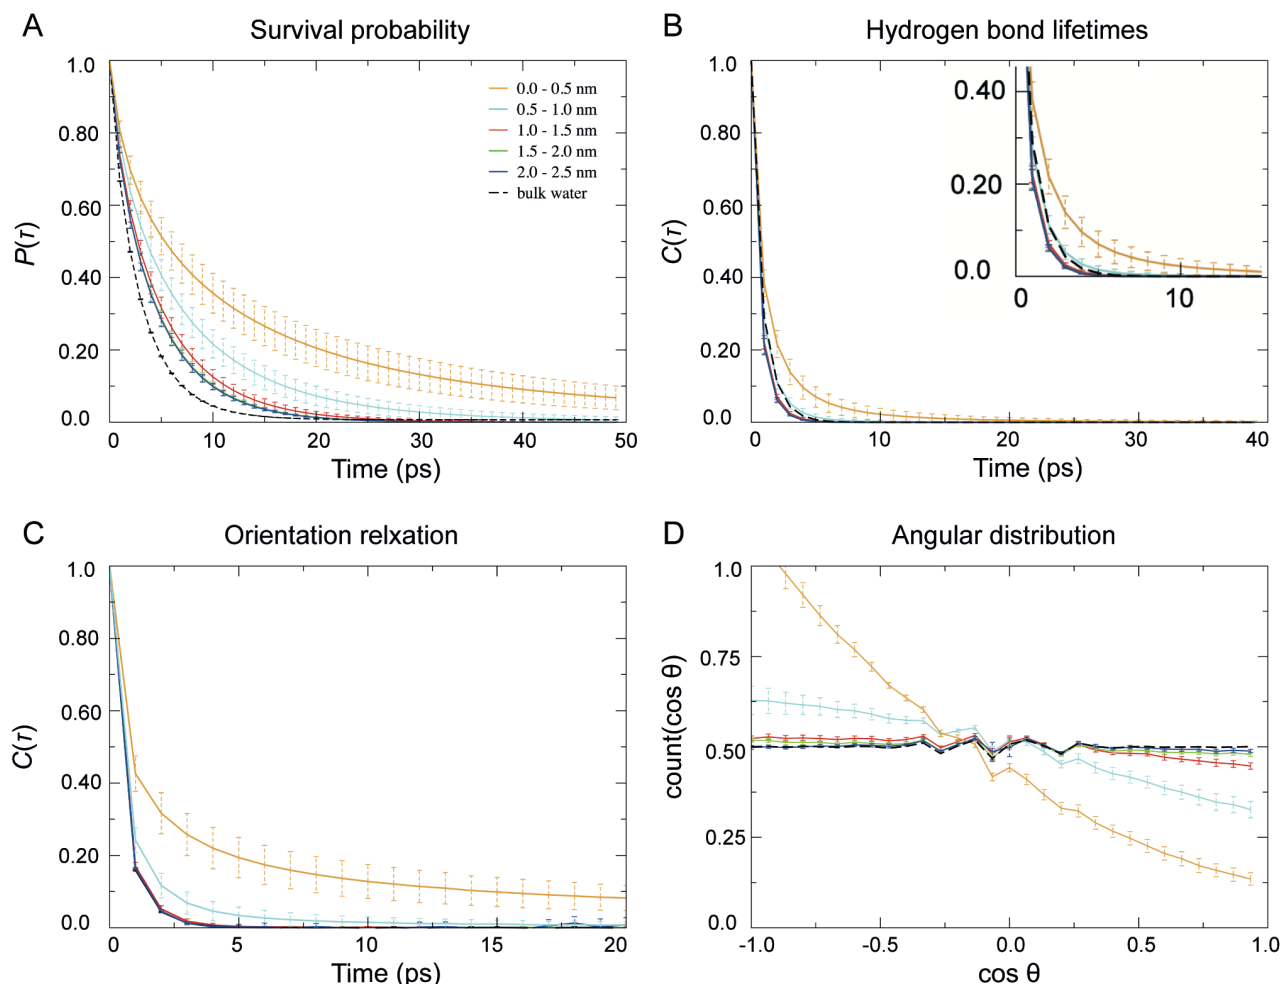 A
Survival probability
1.0
0.80
0.60
0.40
0.20
0.0
P(τ)
0.0 - 0.5 nm
0.5 - 1.0 nm
1.0 - 1.5 nm
1.5 - 2.0 nm
2.0 - 2.5 nm
bulk water
0 10 20 30 40 50
Time (ps)
B
Hydrogen bond lifetimes
1.0
0.80
0.60
0.40
0.20
0.0
C(τ)
0.40
0.20
0.0
0 10
0 10 20 30 40
Time (ps)
C
Orientation relxation
1.0
0.80
0.60
0.40
0.20
0.0
C(τ)
0 5 10 15 20
Time (ps)
D
Angular distribution
1.0
0.75
0.50
0.25
0.0
count(cos θ)
-1.0 -0.5 0.0 0.5 1.0
cos θ